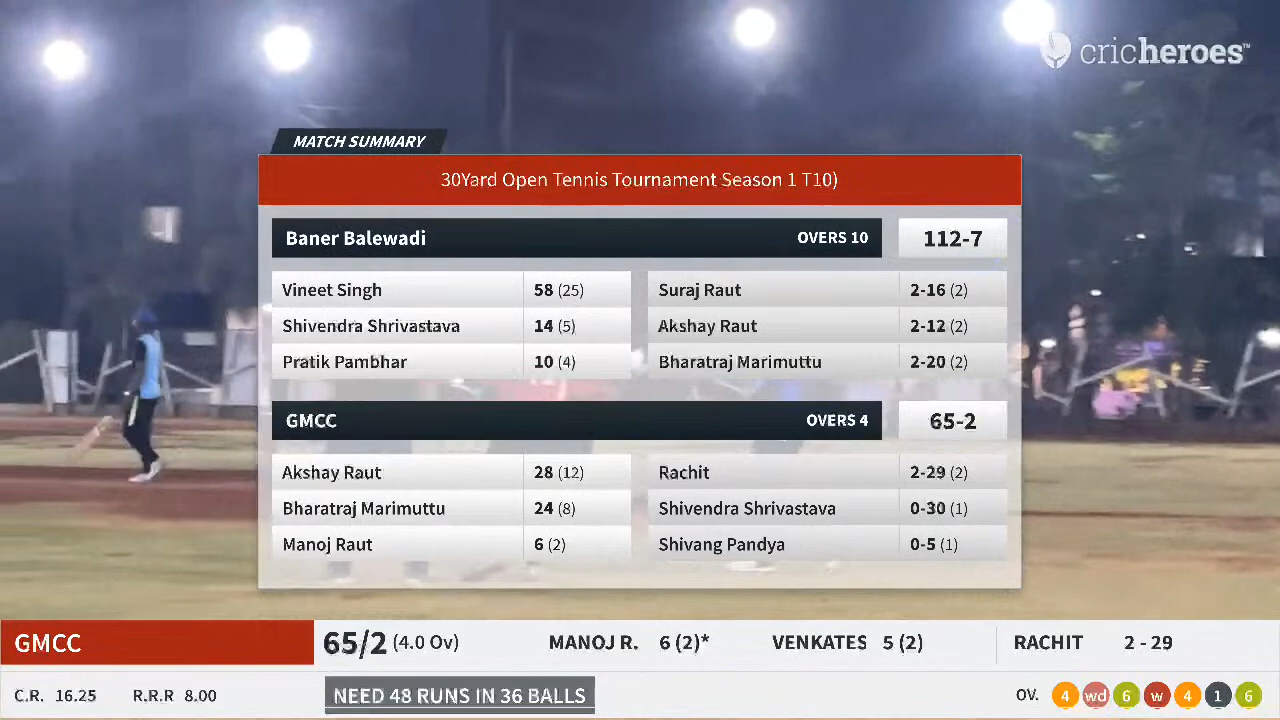 cricheroes™
MATCH SUMMARY
30Yard Open Tennis Tournament Season 1 T10)
Baner Balewadi OVERS 10 112-7
Vineet Singh 58 (25) Suraj Raut 2-16 (2)
Shivendra Shrivastava 14 (5) Akshay Raut 2-12 (2)
Pratik Pambhar 10 (4) Bharatraj Marimuttu 2-20 (2)
GMCC OVERS 4 65-2
Akshay Raut 28 (12) Rachit 2-29 (2)
Bharatraj Marimuttu 24 (8) Shivendra Shrivastava 0-30 (1)
Manoj Raut 6 (2) Shivang Pandya 0-5 (1)
GMCC 65/2 (4.0 Ov) MANOJ R. 6 (2)* VENKATES 5 (2) RACHIT 2 - 29
C.R. 16.25 R.R.R 8.00 NEED 48 RUNS IN 36 BALLS OV. 4 wd 6 w 4 1 6